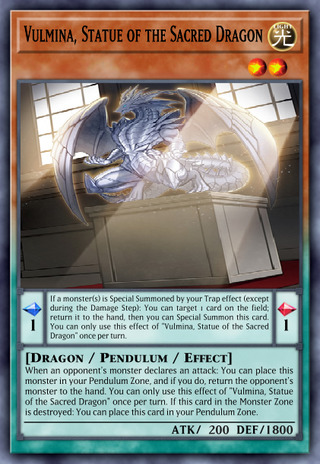 Vulmina, Statue of the Sacred Dragon
LIGHT
光
If a monster(s) is Special Summoned by your Trap effect (except
during the Damage Step): You can target 1 card on the field;
return it to the hand, then you can Special Summon this card.
You can only use this effect of "Vulmina, Statue of the Sacred
Dragon" once per turn.
1
1
[Dragon / Pendulum / Effect]
When an opponent's monster declares an attack: You can place this
monster in your Pendulum Zone, and if you do, return the opponent's
monster to the hand. You can only use this effect of "Vulmina, Statue
of the Sacred Dragon" once per turn. If this card in the Monster Zone
is destroyed: You can place this card in your Pendulum Zone.
ATK/ 200 DEF/1800